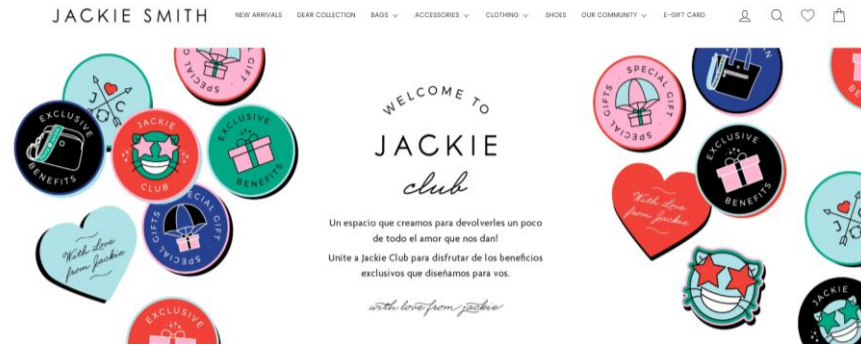 JACKIE SMITH
NEW ARRIVALS
DEAR COLLECTION
BAGS
ACCESSORIES
CLOTHING
SHOES
OUR COMMUNITY
E-GIFT CARD
J C
SPECIAL GIFT
EXCLUSIVE BENEFITS
JACKIE CLUB
EXCLUSIVE BENEFITS
SPECIAL GIFTS
With Love
from Jackie
EXCLUSIVE
WELCOME TO
JACKIE
club
Un espacio que creamos para devolverles un poco
de todo el amor que nos dan!
Unite a Jackie Club para disfrutar de los beneficios
exclusivos que diseñamos para vos.
with love from jackie
SPECIAL GIFTS SPECIAL GIFT
EXCLUSIVE BENEFITS
With Love
from Jackie
J
JACKIE